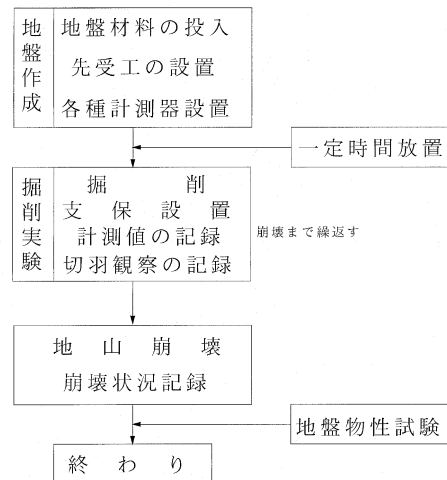 地盤作成
地盤材料の投入
先受工の設置
各種計測器設置
一定時間放置
掘削実験
掘削
支保設置
計測値の記録
切羽観察の記録
崩壊まで繰返す
地山崩壊
崩壊状況記録
地盤物性試験
終わり